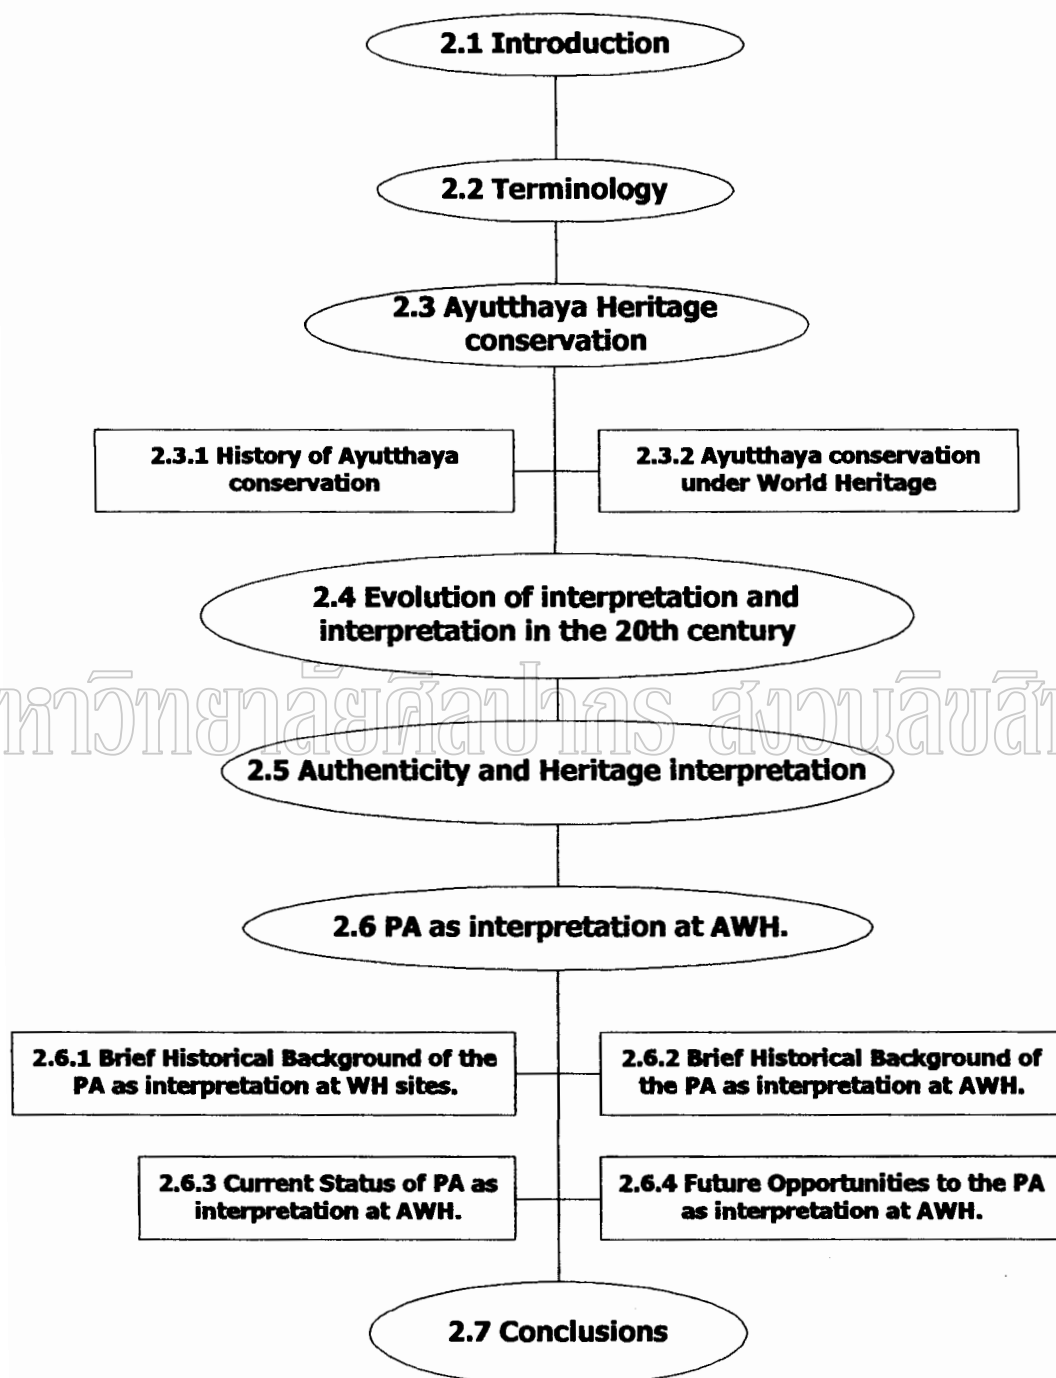 2.1 Introduction
2.2 Terminology
2.3 Ayutthaya Heritage
conservation
2.3.1 History of Ayutthaya
conservation
2.3.2 Ayutthaya conservation
under World Heritage
2.4 Evolution of interpretation and
interpretation in the 20th century
มหาวิทยาลัยศิลปากร สงวนลิขสิทธิ์
2.5 Authenticity and Heritage interpretation
2.6 PA as interpretation at AWH.
2.6.1 Brief Historical Background of the
PA as interpretation at WH sites.
2.6.2 Brief Historical Background of
the PA as interpretation at AWH.
2.6.3 Current Status of PA as
interpretation at AWH.
2.6.4 Future Opportunities to the PA
as interpretation at AWH.
2.7 Conclusions